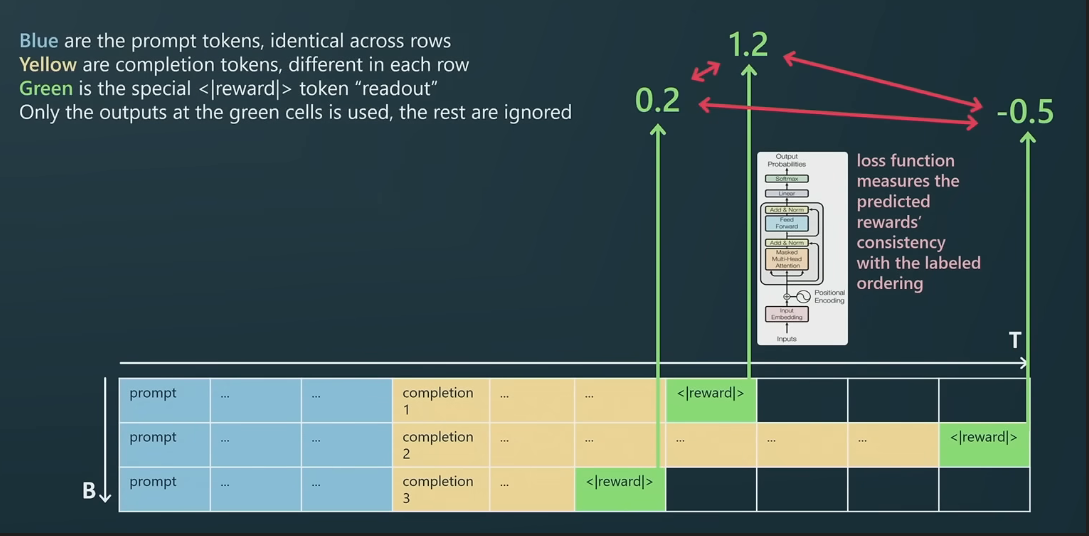 Blue are the prompt tokens, identical across rows
Yellow are completion tokens, different in each row
Green is the special <|reward|> token “readout”
Only the outputs at the green cells is used, the rest are ignored
1.2
0.2
-0.5
Output
Probabilities
Softmax
Linear
Add & Norm
Feed
Forward
Add & Norm
Masked
Multi-Head
Attention
Positional
Encoding
Input
Embedding
Inputs
loss function
measures the
predicted
rewards’
consistency
with the labeled
ordering
T
B
prompt ... ... completion 1 ... ... <|reward|>
prompt ... ... completion 2 ... ... ... ... ... <|reward|>
prompt ... ... completion 3 ... <|reward|>